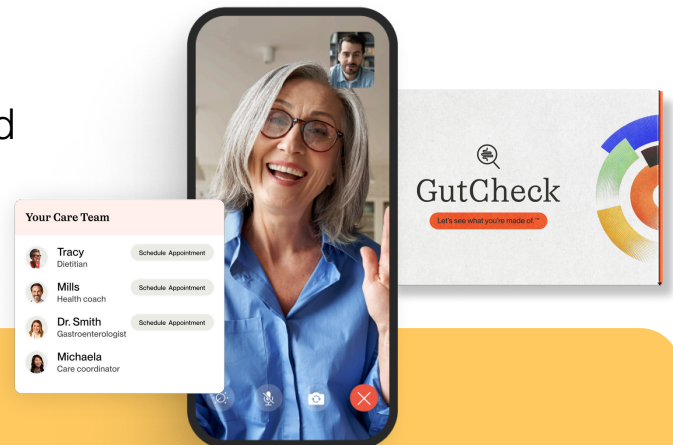 d
Your Care Team
Tracy
Schedule Appointment
Dietitian
Mills
Schedule Appointment
Health coach
Dr. Smith
Schedule Appointment
Gastroenterologist
Michaela
Care coordinator
GutCheck
Let's see what you're made of.™